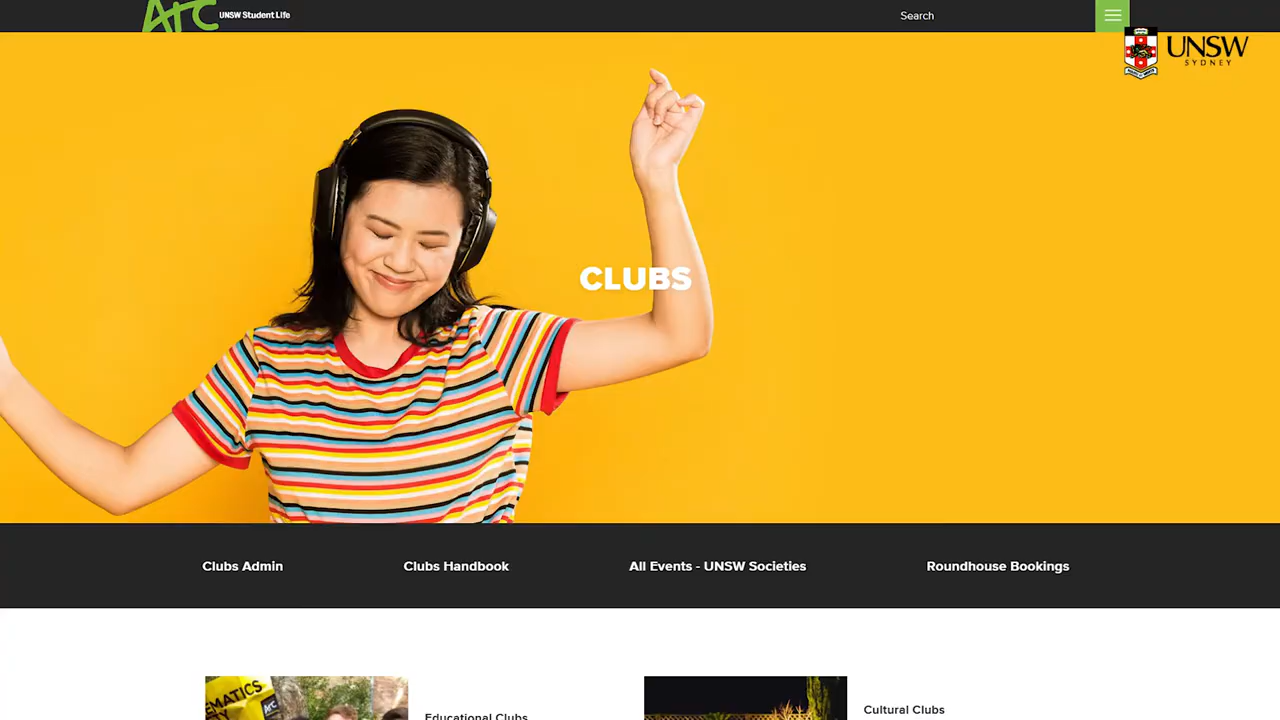 Arc
UNSW Student Life
Search
UNSW
SYDNEY
CLUBS
Clubs Admin
Clubs Handbook
All Events - UNSW Societies
Roundhouse Bookings
Arc
Educational Clubs
Cultural Clubs